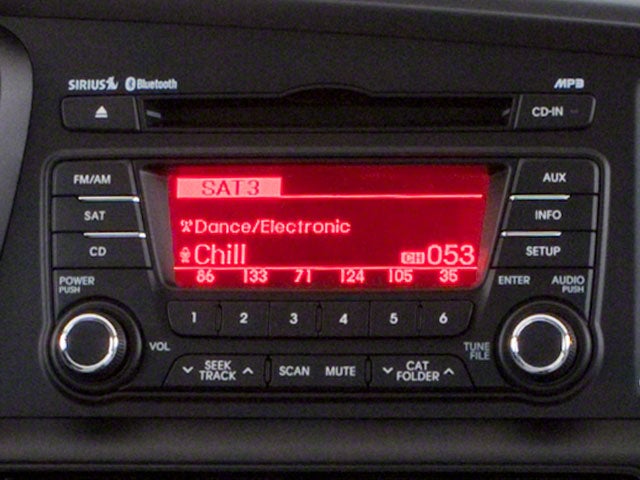 SIRIUS Bluetooth MP3
CD-IN
FM/AM SAT3 AUX
SAT Dance/Electronic INFO
CD Chill CH 053 SETUP
86 133 71 124 105 35
POWER ENTER AUDIO
PUSH PUSH
1 2 3 4 5 6
VOL TUNE
FILE
SEEK SCAN MUTE CAT
TRACK FOLDER